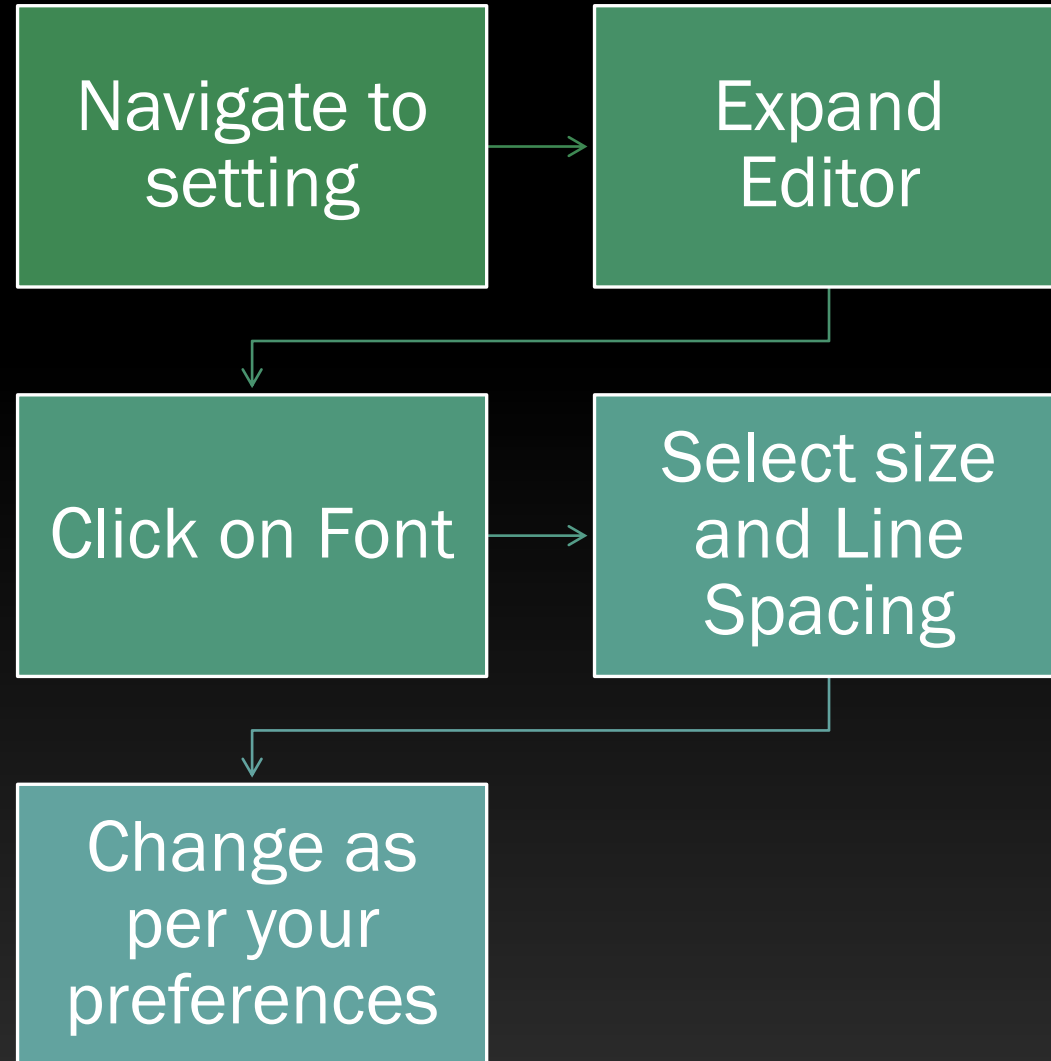 Navigate to
setting
Expand
Editor
Click on Font
Select size
and Line
Spacing
Change as
per your
preferences